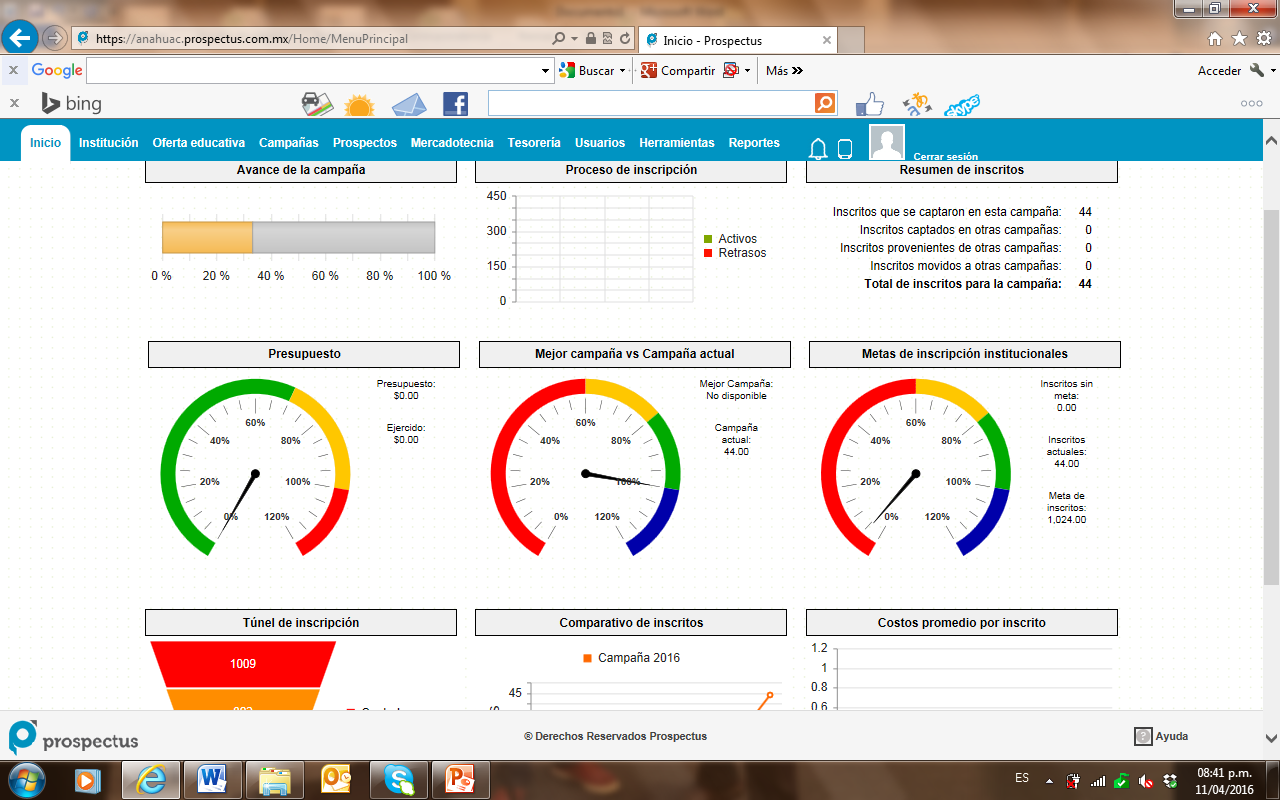 https://anahuac.prospectus.com.mx/Home/MenuPrincipal
Inicio - Prospectus
x Google Buscar Compartir Más » Acceder
x bing
Inicio Institución Oferta educativa Campañas Prospectos Mercadotecnia Tesorería Usuarios Herramientas Reportes Cerrar sesión
Avance de la campaña
0 % 20 % 40 % 60 % 80 % 100 %
Proceso de inscripción
450
300
150
0
Activos
Retrasos
Resumen de inscritos
Inscritos que se captaron en esta campaña: 44
Inscritos captados en otras campañas: 0
Inscritos provenientes de otras campañas: 0
Inscritos movidos a otras campañas: 0
Total de inscritos para la campaña: 44
Presupuesto
0% 20% 40% 60% 80% 100% 120%
Presupuesto:
$0.00
Ejercido:
$0.00
Mejor campaña vs Campaña actual
0% 20% 40% 60% 80% 100% 120%
Mejor Campaña:
No disponible
Campaña
actual:
44.00
Metas de inscripción institucionales
0% 20% 40% 60% 80% 100% 120%
Inscritos sin
meta:
0.00
Inscritos
actuales:
44.00
Meta de
inscritos:
1,024.00
Túnel de inscripción
1009
Comparativo de inscritos
Campaña 2016
45
Costos promedio por inscrito
1.2
1
0.8
0.6
prospectus
® Derechos Reservados Prospectus
? Ayuda
ES
08:41 p.m.
11/04/2016